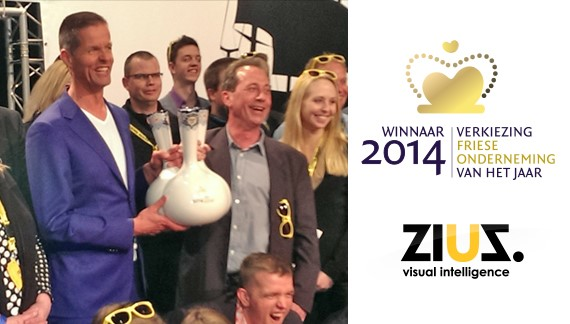 WINNAAR
2014
VERKIEZING
FRIESE
ONDERNEMING
VAN HET JAAR
ZIUZ.
visual intelligence